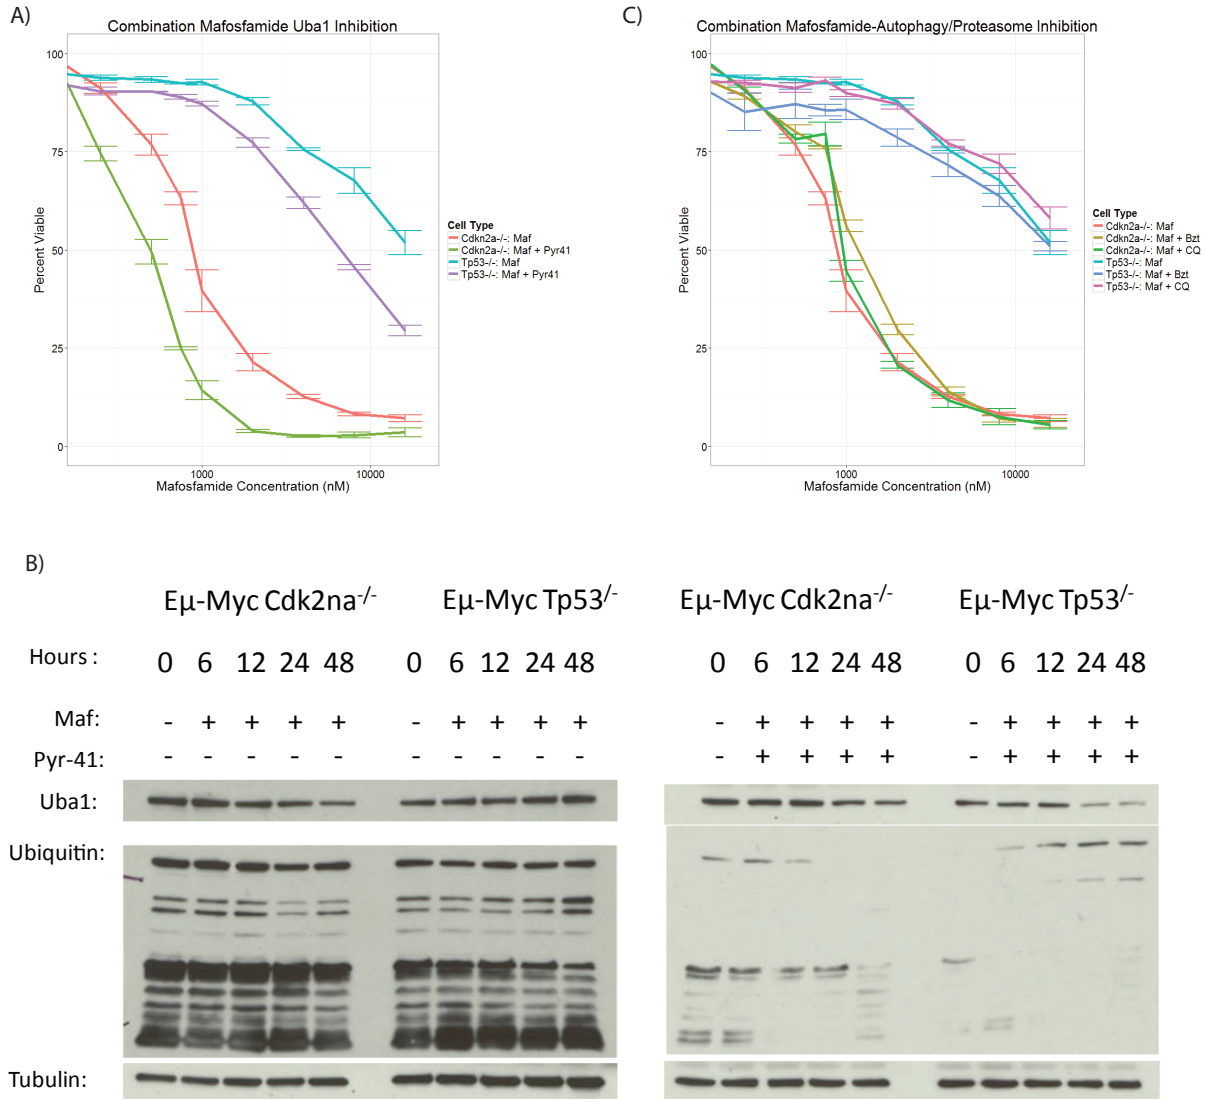 A)
Combination Mafosfamide Uba1 Inhibition
100
75
50
25
0
Percent Viable
1000 10000
Mafosfamide Concentration (nM)
Cell Type
Cdkn2a-/-: Maf
Cdkn2a-/-: Maf + Pyr41
Tp53-/-: Maf
Tp53-/-: Maf + Pyr41
C)
Combination Mafosfamide-Autophagy/Proteasome Inhibition
100
75
50
25
0
Percent Viable
1000 10000
Mafosfamide Concentration (nM)
Cell Type
Cdkn2a-/-: Maf
Cdkn2a-/-: Maf + Bzt
Cdkn2a-/-: Maf + CQ
Tp53-/-: Maf
Tp53-/-: Maf + Bzt
Tp53-/-: Maf + CQ
B)
Eμ-Myc Cdk2na-/- Eμ-Myc Tp53/- Eμ-Myc Cdk2na-/- Eμ-Myc Tp53/-
Hours : 0 6 12 24 48 0 6 12 24 48 0 6 12 24 48 0 6 12 24 48
Maf: - + + + + - + + + + - + + + + - + + + +
Pyr-41: - - - - - - - - - - - + + + + - + + + +
Uba1:
Ubiquitin:
Tubulin: